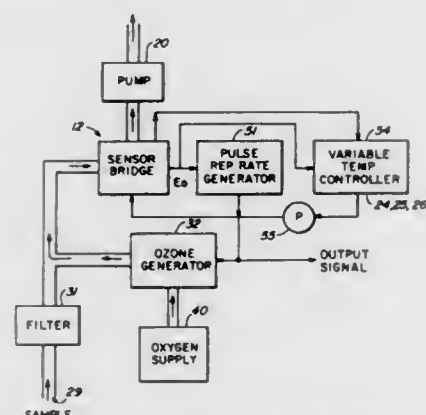 20
PUMP
12
51
54
SENSOR
BRIDGE
PULSE
REP RATE
GENERATOR
VARIABLE
TEMP
CONTROLLER
Eo
32
P
24, 25, 26
55
OZONE
GENERATOR
OUTPUT
SIGNAL
31
FILTER
40
OXYGEN
SUPPLY
29
SAMPLE